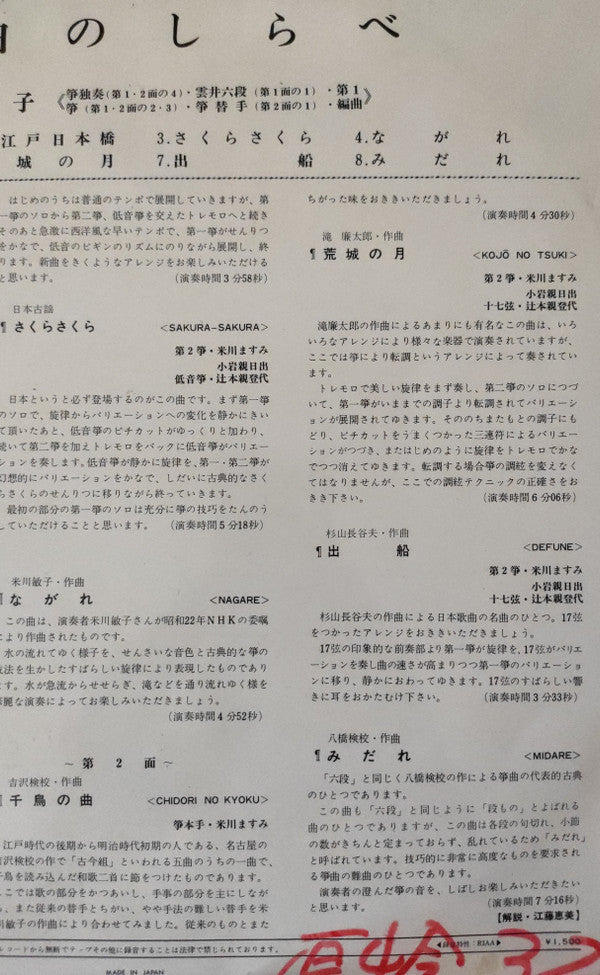 のしらべ
子
《箏独奏(第1・2面の4)・雲井六段(第1面の1)・第1
箏(第1・2面の2・3)・箏替手(第2面の1)・編曲》
江戸日本橋 3.さくらさくら 4.ながれ
城の月 7.出船 8.みだれ
はじめのうちは普通のテンポで展開していきますが、第
一箏のソロから第二箏、低音箏を交えたトレモロへと続き
そのあと急激に西洋風な早いテンポで、第一箏がせんりつ
をかなで、低音のビギンのリズムにのりながら展開し、終
ります。新曲をきくようなアレンジをお楽しみいただける
と思います。 (演奏時間3分58秒)
日本古謡
¶さくらさくら <SAKURA–SAKURA>
第2箏・米川ますみ
小岩親日出
低音箏・辻本親登代
日本というと必ず登場するのがこの曲です。まず第一箏
のソロで、旋律からバリエーションへの変化を静かにきい
て頂いたあと、低音箏のピチカットがゆっくりと加わり、
続いて第二箏を加えトレモロをバックに低音箏がバリエー
ションを奏します。低音箏が静かに旋律を、第一・第二箏が
幻想的にバリエーションをかなで、しだいに古典的なさく
らさくらのせんりつに移りながら終っていきます。
最初の部分の第一箏のソロは充分に箏の技巧をたんのう
していただけることと思います。 (演奏時間5分18秒)
米川敏子・作曲
¶ながれ <NAGARE>
この曲は、演奏者米川敏子さんが昭和22年NHKの委嘱
により作曲されたものです。
水の流れてゆく様子を、せんさいな音色と古典的な箏の
技法を生かしたすばらしい旋律により表現したものであり
ます。水が急流からせせらぎ、滝などを通り流れゆく様を
麗な演奏によってお楽しみいただきましょう。
(演奏時間4分52秒)
~第2面~
吉沢検校・作曲
¶千鳥の曲 <CHIDORI NO KYOKU>
箏本手・米川ますみ
江戸時代の後期から明治時代初期の人である、名古屋の
吉沢検校の作で「古今組」といわれる五曲のうちの一曲で、
千鳥を読み込んだ和歌二首に節をつけたものであります。
ここでは歌の部分をかつあいし、手事の部分を主にしなが
ら、また従来の替手とちがい、やや手法の難しい替手を米
川敏子の作曲により合わせてみました。従来のものとまた
ちがった味をおききいただきましょう。
(演奏時間4分30秒)
滝廉太郎・作曲
¶荒城の月 <KOJŌ NO TSUKI>
第2箏・米川ますみ
小岩親日出
十七弦・辻本親登代
滝廉太郎の作曲によるあまりにも有名なこの曲は、いろ
いろなアレンジにより様々な楽器で演奏されていますが、
ここでは箏により転調というアレンジによって奏されてい
ます。
トレモロで美しい旋律をまず奏し、第二箏のソロにつづ
いて、第一箏がいままでの調子より転調されてバリエーシ
ョンが展開されてゆきます。そののちまたもとの調子にも
どり、ピチカットをうまくつかった三連符によるバリエー
ションがつづき、またはじめのように旋律をトレモロでかな
でつつ消えてゆきます。転調する場合箏の調絃を変えなく
てはなりませんが、ここでの調絃テクニックの正確さをお
きき下さい。 (演奏時間6分06秒)
杉山長谷夫・作曲
¶出船 <DEFUNE>
第2箏・米川ますみ
小岩親日出
十七弦・辻本親登代
杉山長谷夫の作曲による日本歌曲の名曲のひとつ。17弦
をつかったアレンジをおききいただきましょう。
17弦の印象的な前奏部より第一箏が旋律を、17弦がバリエ
ーションを奏し曲の速さが高まりつつ第一箏のバリエーショ
ンに移り、静かにおわってゆきます。17弦のすばらしい響
きに耳をおかたむけ下さい。 (演奏時間3分33秒)
八橋検校・作曲
¶みだれ <MIDARE>
「六段」と同じく八橋検校の作による箏曲の代表的古典
のひとつであります。
この曲も「六段」と同じように「段もの」とよばれる
曲のひとつでありますが、この曲は各段の句切れ、小節
の数がきちんと定まっておらず、乱れているため「みだれ」
と呼ばれています。技巧的に非常に高度なものを要求され
る箏曲の難曲のひとつであります。
演奏者の澄んだ箏の音を、しばしお楽しみいただきたい
と思います。 (演奏時間7分16秒)
[解説・江藤恵美]
レコードから無断でテープその他に録音することは法律で禁じられております。
RIAA▶
¥1,500
MADE IN JAPAN